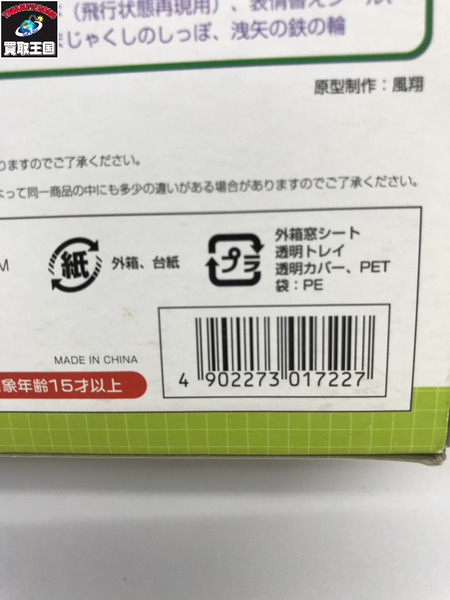 買取王国
（飛行状態再現用）、表情替えシール、
じゃくしのしっぽ、洩矢の鉄の輪
原型制作：風翔
りますのでご了承ください。
よって同一商品の中にも多少の違いがある場合がありますのでご了承ください。
M
紙
外箱、台紙
プラ
外箱窓シート
透明トレイ
透明カバー、PET
袋：PE
MADE IN CHINA
象年齢15才以上
4 902273 017227